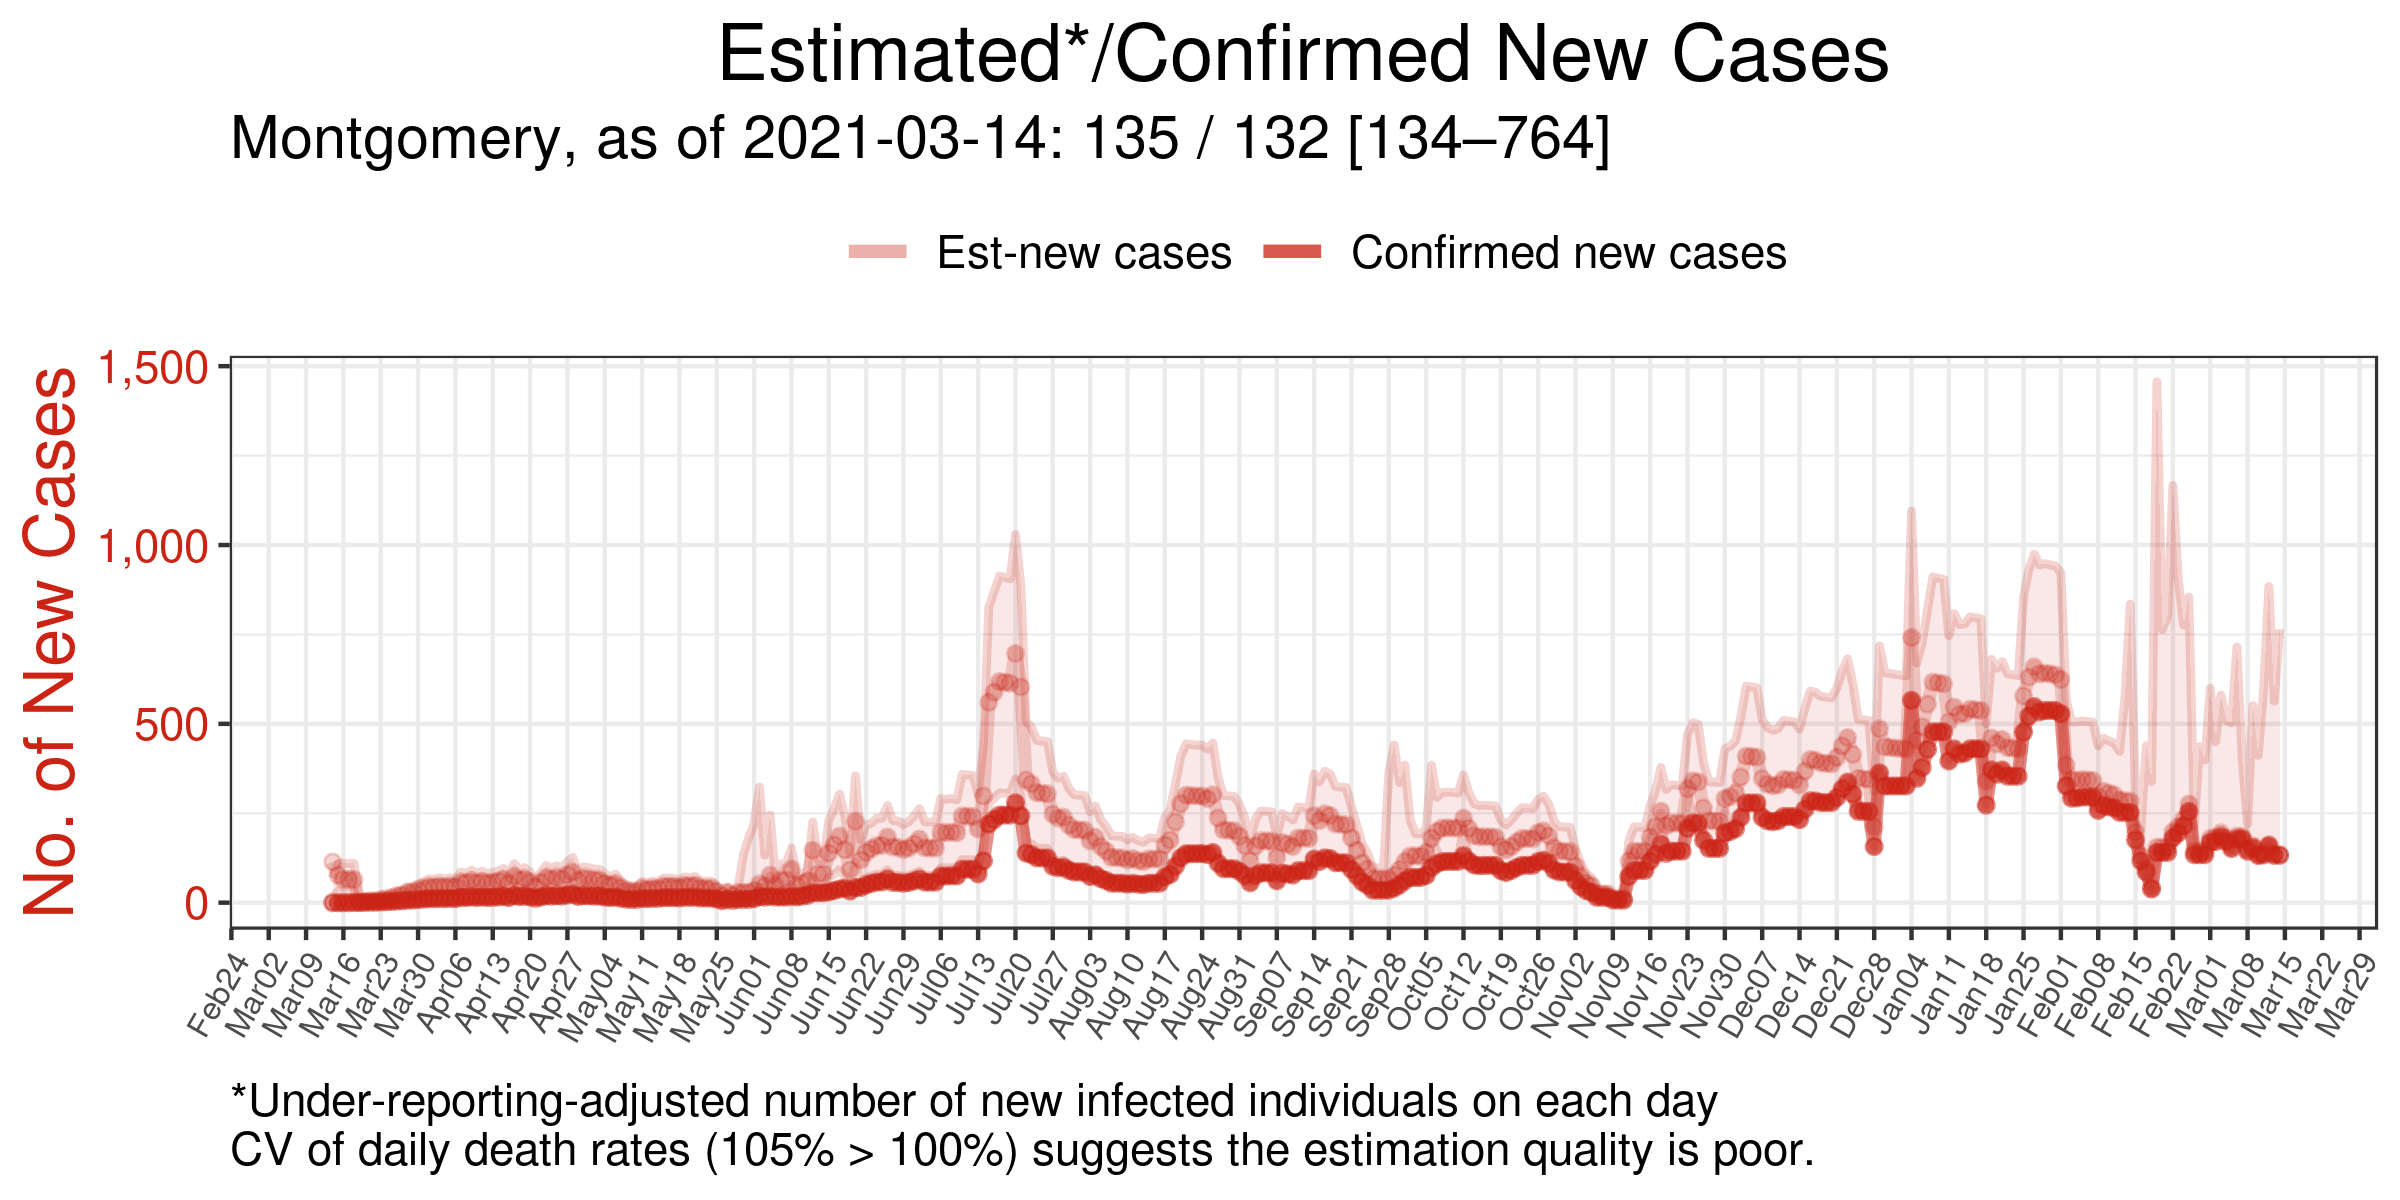 Estimated*/Confirmed New Cases
Montgomery, as of 2021-03-14: 135 / 132 [134–764]
Est-new cases Confirmed new cases
No. of New Cases
1,500
1,000
500
0
Feb24 Mar02 Mar09 Mar16 Mar23 Mar30 Apr06 Apr13 Apr20 Apr27 May04 May11 May18 May25 Jun01 Jun08 Jun15 Jun22 Jun29 Jul06 Jul13 Jul20 Jul27 Aug03 Aug10 Aug17 Aug24 Aug31 Sep07 Sep14 Sep21 Sep28 Oct05 Oct12 Oct19 Oct26 Nov02 Nov09 Nov16 Nov23 Nov30 Dec07 Dec14 Dec21 Dec28 Jan04 Jan11 Jan18 Jan25 Feb01 Feb08 Feb15 Feb22 Mar01 Mar08 Mar15 Mar22 Mar29
*Under-reporting-adjusted number of new infected individuals on each day
CV of daily death rates (105% > 100%) suggests the estimation quality is poor.